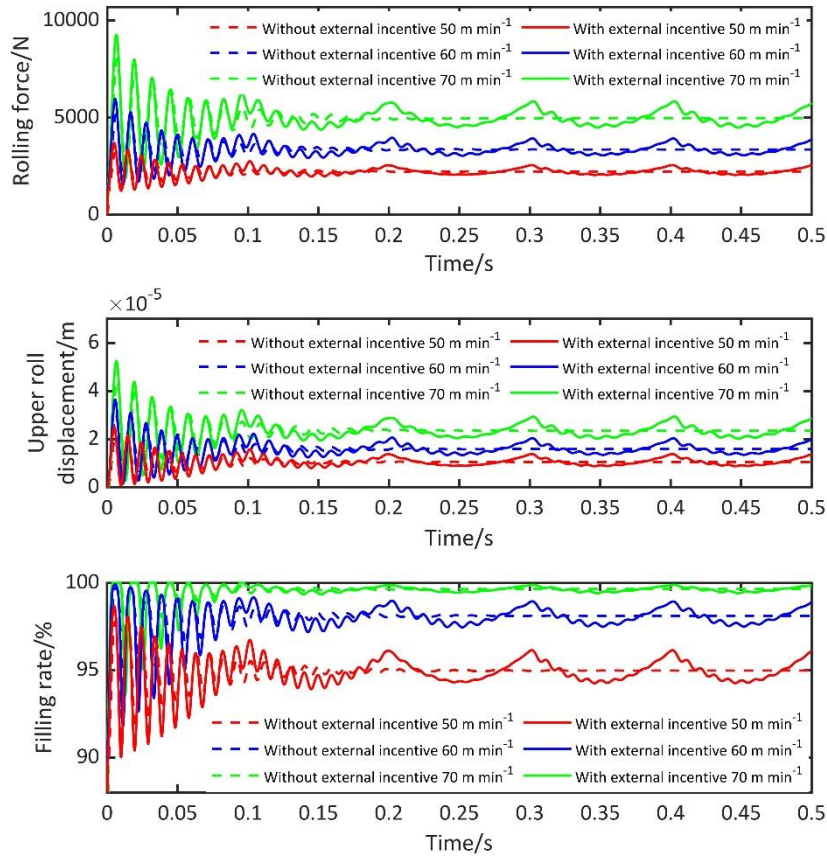 10000
5000
0
Rolling force/N
Without external incentive 50 m min⁻¹
With external incentive 50 m min⁻¹
Without external incentive 60 m min⁻¹
With external incentive 60 m min⁻¹
Without external incentive 70 m min⁻¹
With external incentive 70 m min⁻¹
0 0.05 0.1 0.15 0.2 0.25 0.3 0.35 0.4 0.45 0.5
Time/s
×10⁻⁵
6
4
2
0
Upper roll
displacement/m
Without external incentive 50 m min⁻¹
With external incentive 50 m min⁻¹
Without external incentive 60 m min⁻¹
With external incentive 60 m min⁻¹
Without external incentive 70 m min⁻¹
With external incentive 70 m min⁻¹
0 0.05 0.1 0.15 0.2 0.25 0.3 0.35 0.4 0.45 0.5
Time/s
100
95
90
Filling rate/%
Without external incentive 50 m min⁻¹
With external incentive 50 m min⁻¹
Without external incentive 60 m min⁻¹
With external incentive 60 m min⁻¹
Without external incentive 70 m min⁻¹
With external incentive 70 m min⁻¹
0 0.05 0.1 0.15 0.2 0.25 0.3 0.35 0.4 0.45 0.5
Time/s